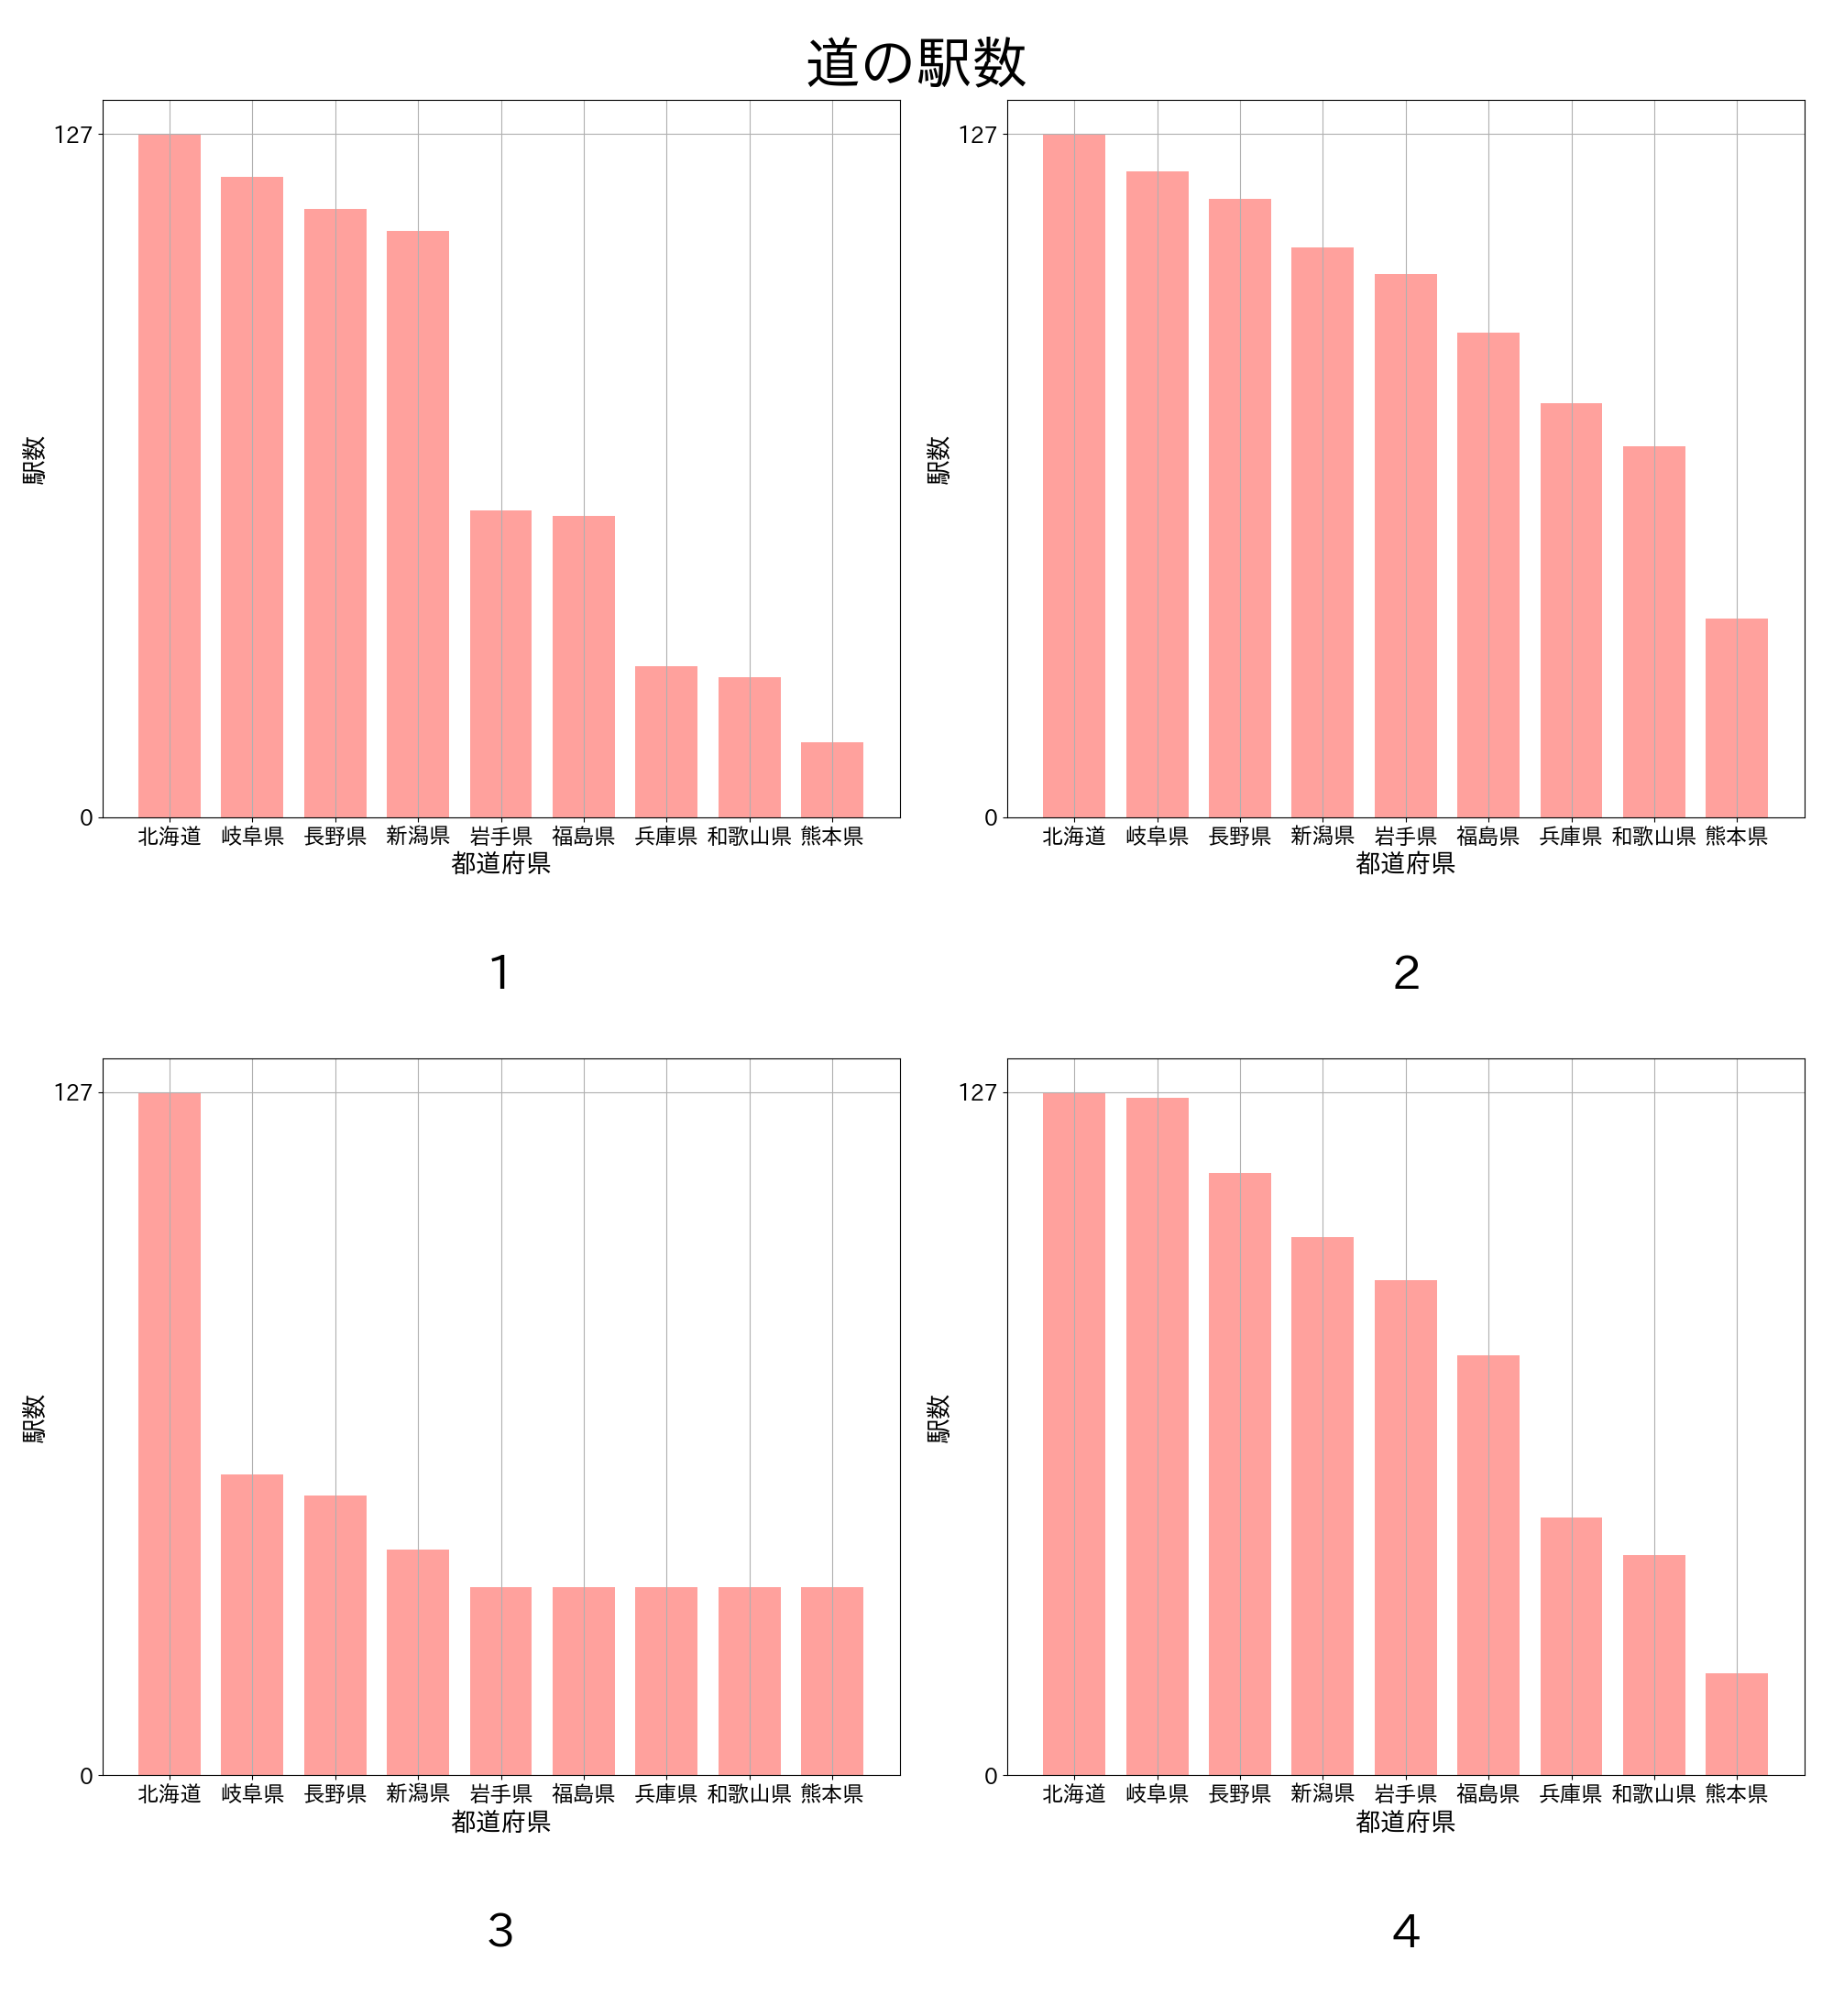 道の駅数
127
0
駅数
北海道 岐阜県 長野県 新潟県 岩手県 福島県 兵庫県 和歌山県 熊本県
都道府県
1
127
0
駅数
北海道 岐阜県 長野県 新潟県 岩手県 福島県 兵庫県 和歌山県 熊本県
都道府県
2
127
0
駅数
北海道 岐阜県 長野県 新潟県 岩手県 福島県 兵庫県 和歌山県 熊本県
都道府県
3
127
0
駅数
北海道 岐阜県 長野県 新潟県 岩手県 福島県 兵庫県 和歌山県 熊本県
都道府県
4